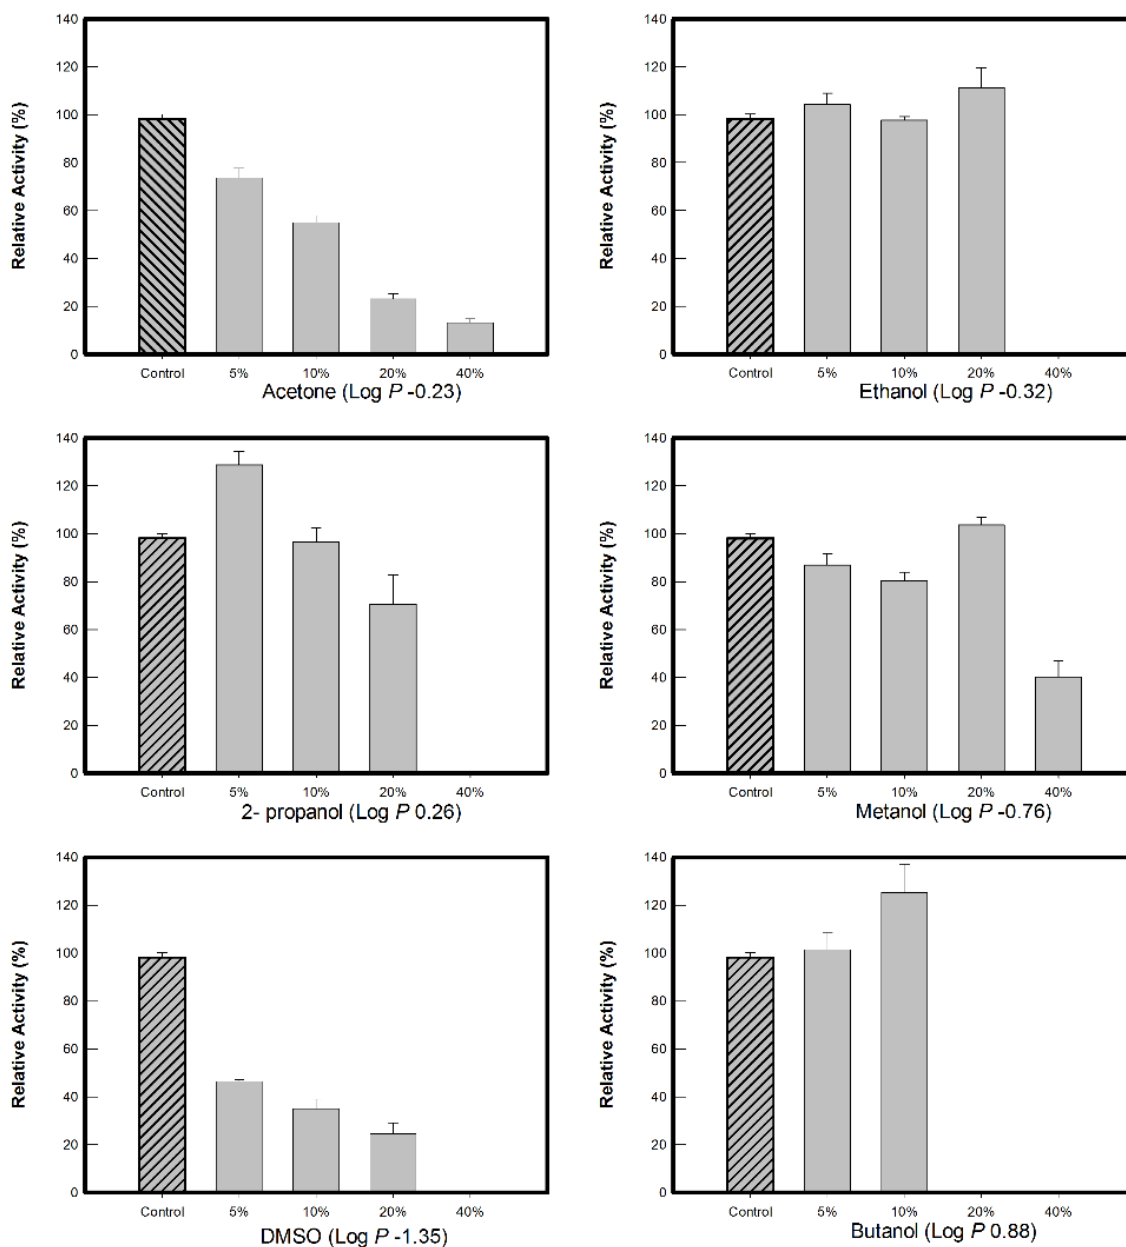 140
120
100
80
60
40
20
0
Relative Activity (%)
Control 5% 10% 20% 40%
Acetone (Log P -0.23)
140
120
100
80
60
40
20
0
Relative Activity (%)
Control 5% 10% 20% 40%
Ethanol (Log P -0.32)
140
120
100
80
60
40
20
0
Relative Activity (%)
Control 5% 10% 20% 40%
2- propanol (Log P 0.26)
140
120
100
80
60
40
20
0
Relative Activity (%)
Control 5% 10% 20% 40%
Metanol (Log P -0.76)
140
120
100
80
60
40
20
0
Relative Activity (%)
Control 5% 10% 20% 40%
DMSO (Log P -1.35)
140
120
100
80
60
40
20
0
Relative Activity (%)
Control 5% 10% 20% 40%
Butanol (Log P 0.88)